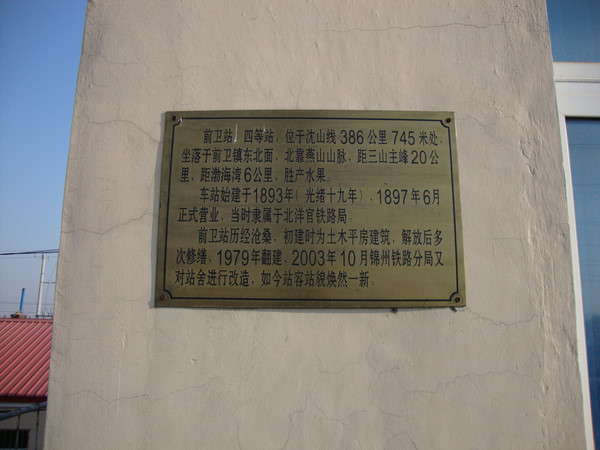 前卫站，四等站，位于沈山线386公里745米处，
坐落于前卫镇东北面，北靠燕山山脉，距三山主峰20公
里，距渤海湾6公里，胜产水果。
车站始建于1893年（光绪十九年），1897年6月
正式营业，当时隶属于北洋官铁路局。
前卫站历经沧桑，初建时为土木平房建筑，解放后多
次修缮，1979年翻建，2003年10月锦州铁路分局又
对站舍进行改造，如今站容站貌焕然一新。